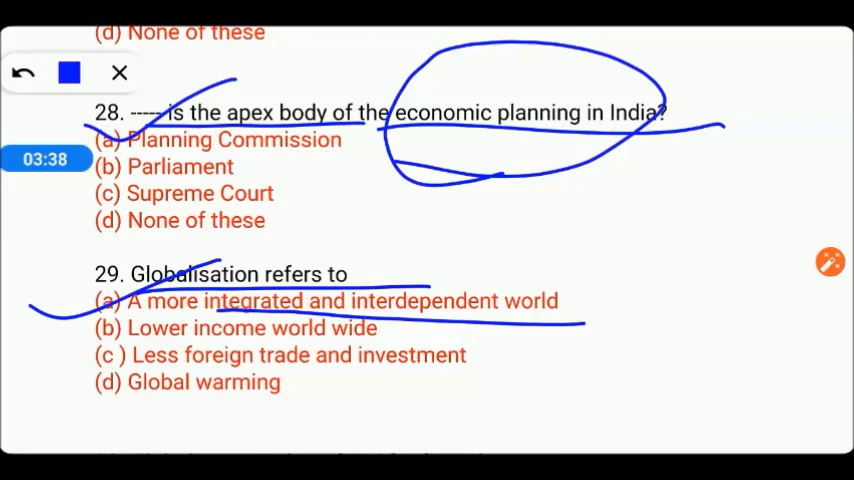 (d) None of these
28. ----- is the apex body of the economic planning in India?
(a) Planning Commission
03:38
(b) Parliament
(c) Supreme Court
(d) None of these
29. Globalisation refers to
(a) A more integrated and interdependent world
(b) Lower income world wide
(c ) Less foreign trade and investment
(d) Global warming